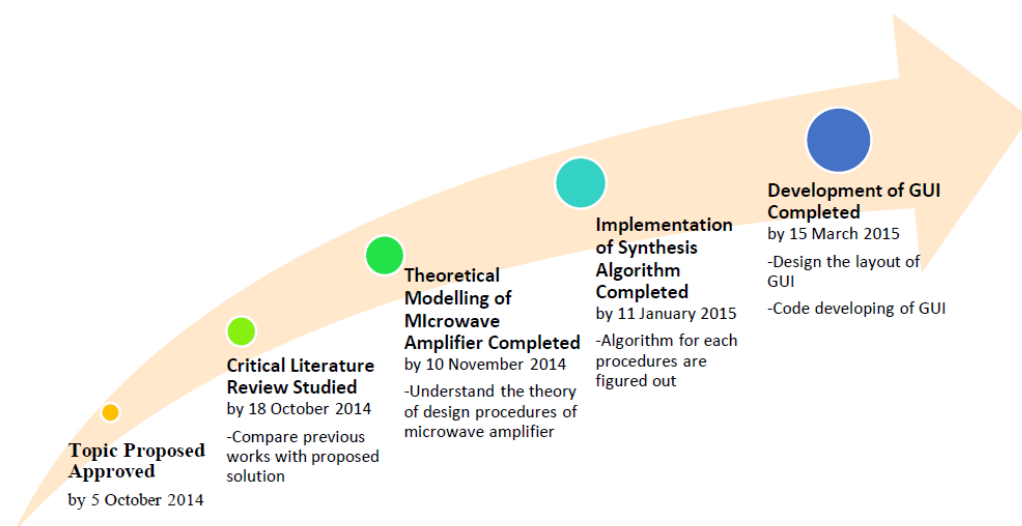 Topic Proposed
Approved
by 5 October 2014
Critical Literature
Review Studied
by 18 October 2014
-Compare previous
works with proposed
solution
Theoretical
Modelling of
MIcrowave
Amplifier Completed
by 10 November 2014
-Understand the theory
of design procedures of
microwave amplifier
Implementation
of Synthesis
Algorithm
Completed
by 11 January 2015
-Algorithm for each
procedures are
figured out
Development of GUI
Completed
by 15 March 2015
-Design the layout of
GUI
-Code developing of GUI